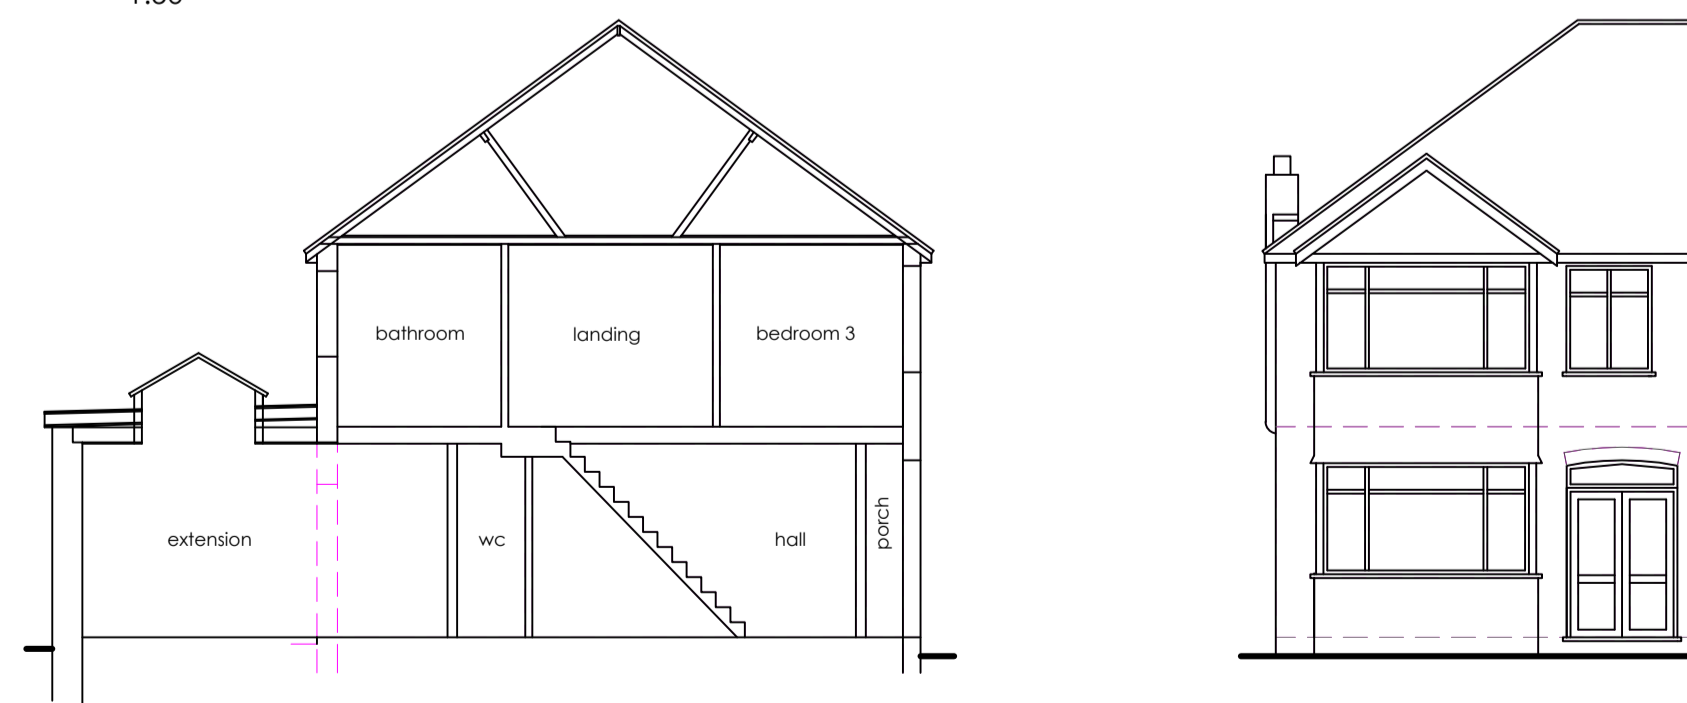 bathroom
landing
bedroom 3
extension
wc
hall
porch